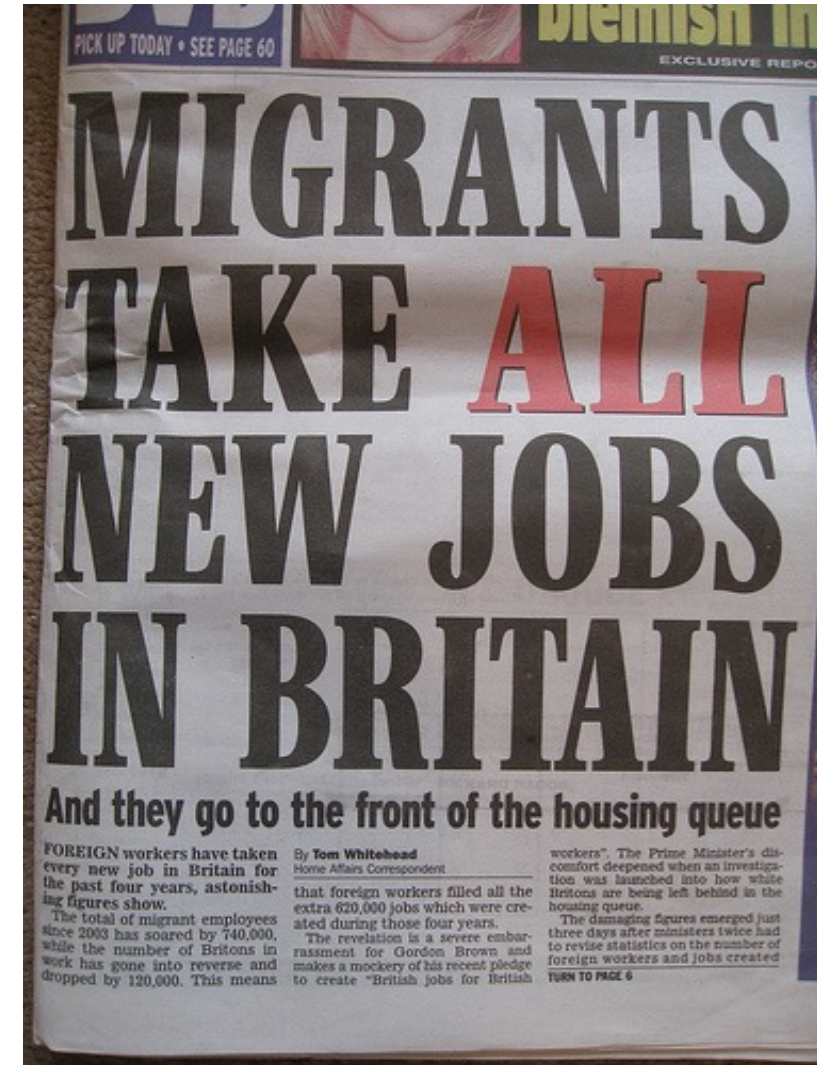 DVD
PICK UP TODAY • SEE PAGE 60
blemish in
EXCLUSIVE REPO
MIGRANTS
TAKE ALL
NEW JOBS
IN BRITAIN
And they go to the front of the housing queue
FOREIGN workers have taken
every new job in Britain for
the past four years, astonish-
ing figures show.
The total of migrant employees
since 2003 has soared by 740,000,
while the number of Britons in
work has gone into reverse and
dropped by 120,000. This means
By Tom Whitehead
Home Affairs Correspondent
that foreign workers filled all the
extra 620,000 jobs which were cre-
ated during those four years.
The revelation is a severe embar-
rassment for Gordon Brown and
makes a mockery of his recent pledge
to create "British jobs for British
workers". The Prime Minister's dis-
comfort deepened when an investiga-
tion was launched into how white
Britons are being left behind in the
housing queue.
The damaging figures emerged just
three days after ministers twice had
to revise statistics on the number of
foreign workers and jobs created
TURN TO PAGE 6